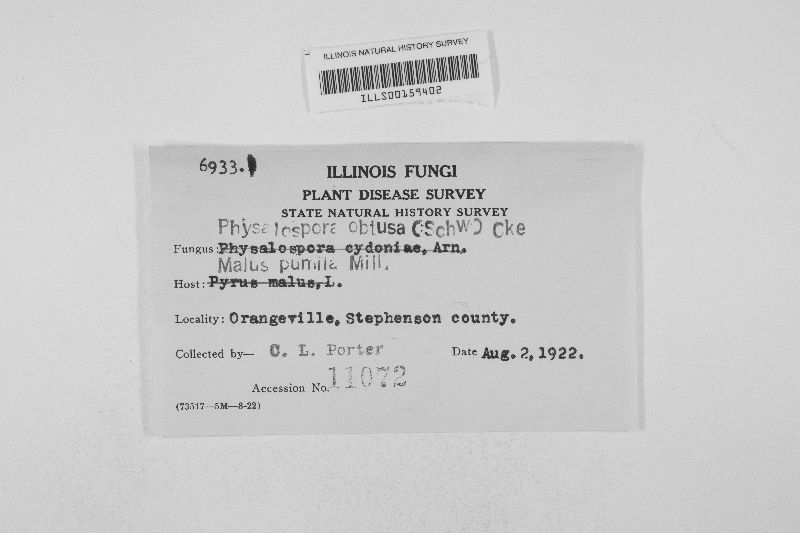 ILLINOIS NATURAL HISTORY SURVEY
ILLS00159402
6933.
ILLINOIS FUNGI
PLANT DISEASE SURVEY
STATE NATURAL HISTORY SURVEY
Physalospora obtusa (Schw) Cke
Fungus: Physalospora cydoniae, Arn.
Malus pumila Mill.
Host: Pyrus malus, L.
Locality: Orangeville, Stephenson county.
Collected by— C. L. Porter Date Aug. 2, 1922.
Accession No. 11072
(73517—5M—8-22)